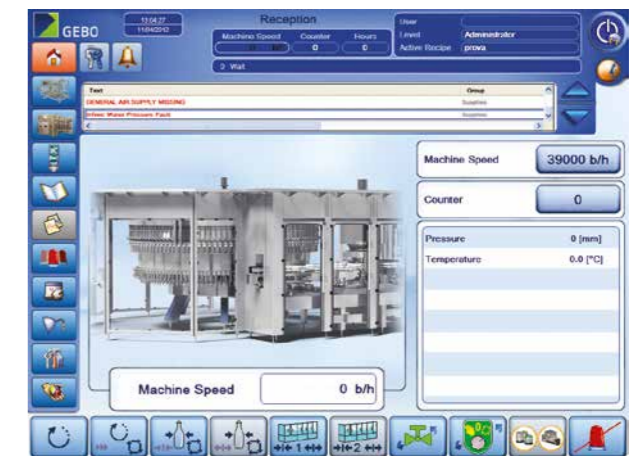 GEBO
13:04:27
11/04/2012
Reception
Machine Speed Counter Hours
0 0
0 Wait
User
Level Administrator
Active Recipe prova
Text Group
GENERAL AIR SUPPLY MISSING Supplies
Infeed Water Pressure Fault Supplies
Machine Speed 39000 b/h
Counter 0
Pressure 0 [mm]
Temperature 0.0 [°C]
Machine Speed 0 b/h
1
2